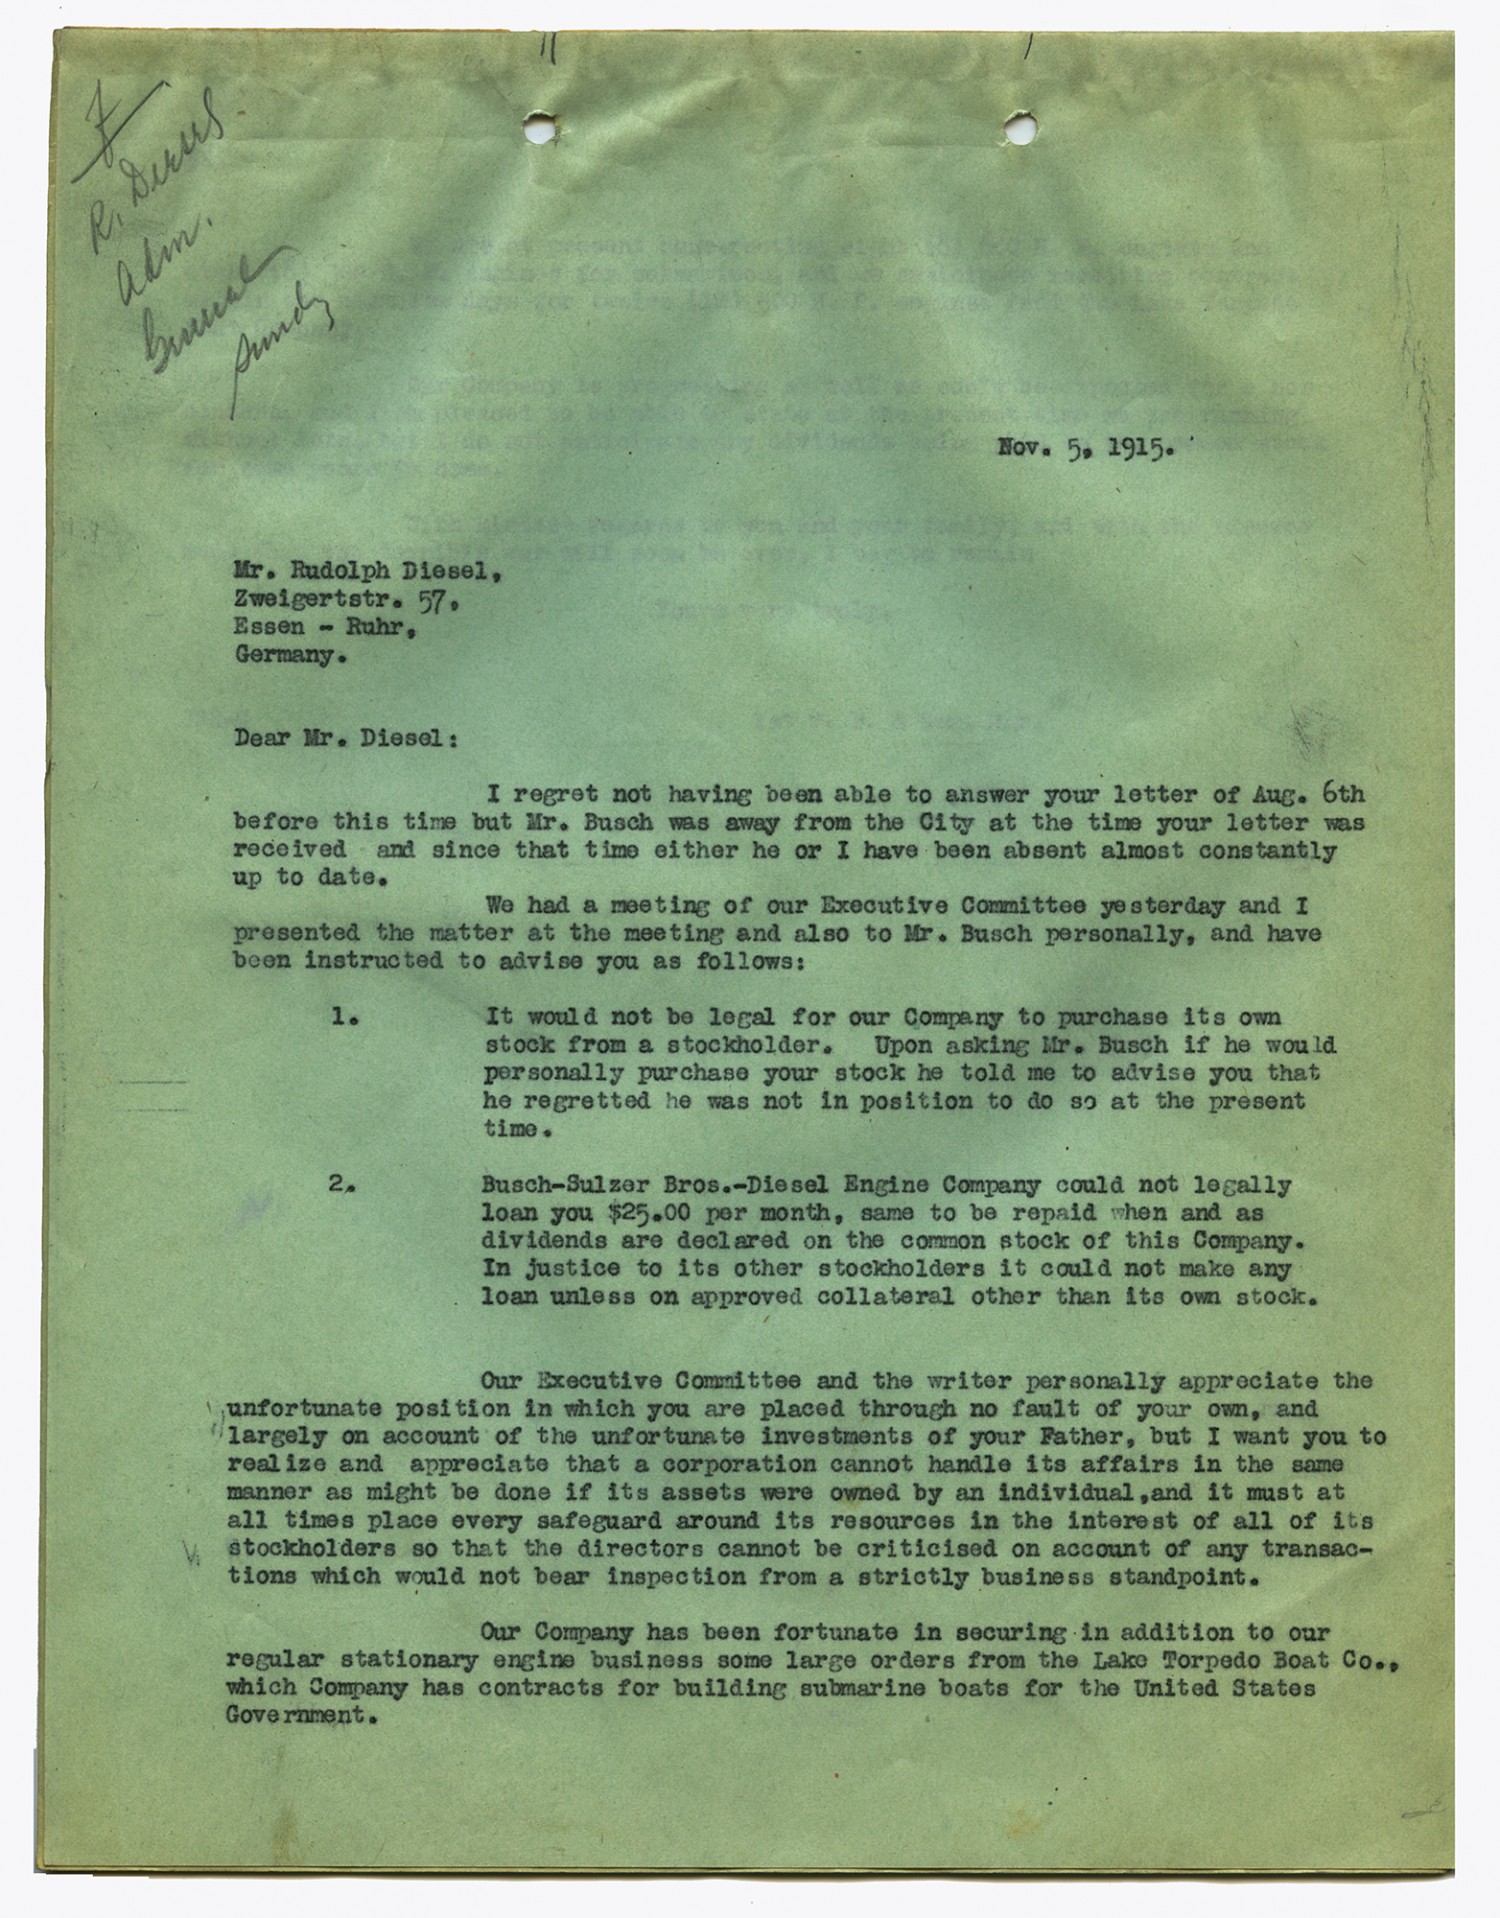 R. Diesel
Adm.
General
Sundry
Nov. 5, 1915.
Mr. Rudolph Diesel,
Zweigertstr. 57,
Essen - Ruhr,
Germany.
Dear Mr. Diesel:
I regret not having been able to answer your letter of Aug. 6th
before this time but Mr. Busch was away from the City at the time your letter was
received and since that time either he or I have been absent almost constantly
up to date.
We had a meeting of our Executive Committee yesterday and I
presented the matter at the meeting and also to Mr. Busch personally, and have
been instructed to advise you as follows:
1. It would not be legal for our Company to purchase its own
stock from a stockholder. Upon asking Mr. Busch if he would
personally purchase your stock he told me to advise you that
he regretted he was not in position to do so at the present
time.
2. Busch-Sulzer Bros.-Diesel Engine Company could not legally
loan you $25.00 per month, same to be repaid when and as
dividends are declared on the common stock of this Company.
In justice to its other stockholders it could not make any
loan unless on approved collateral other than its own stock.
Our Executive Committee and the writer personally appreciate the
unfortunate position in which you are placed through no fault of your own, and
largely on account of the unfortunate investments of your Father, but I want you to
realize and appreciate that a corporation cannot handle its affairs in the same
manner as might be done if its assets were owned by an individual,and it must at
all times place every safeguard around its resources in the interest of all of its
stockholders so that the directors cannot be criticised on account of any transac-
tions which would not bear inspection from a strictly business standpoint.
Our Company has been fortunate in securing in addition to our
regular stationary engine business some large orders from the Lake Torpedo Boat Co.,
which Company has contracts for building submarine boats for the United States
Government.